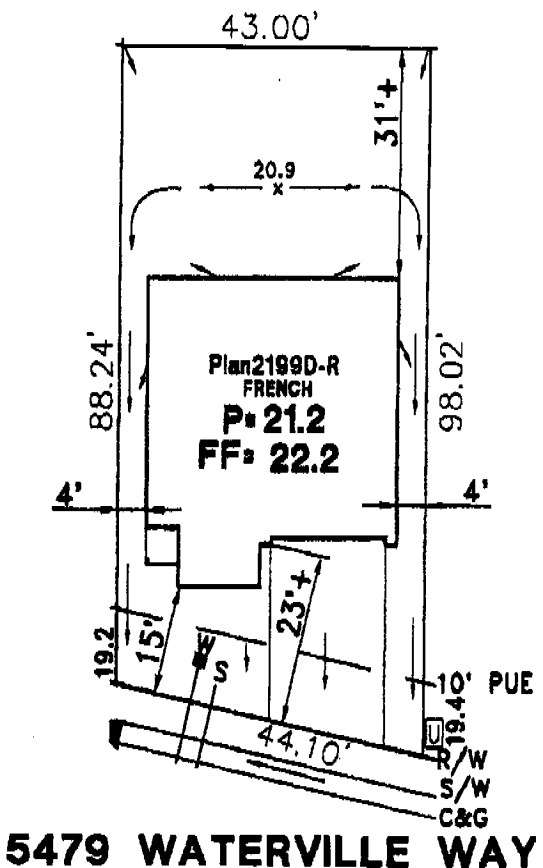 43.00'
31'+
20.9
x
88.24'
98.02'
Plan2199D-R
FRENCH
P= 21.2
FF= 22.2
4'
4'
15'
23'+
W
S
19.2
10' PUE
19.4
U
44.10'
R/W
S/W
C&G
5479 WATERVILLE WAY